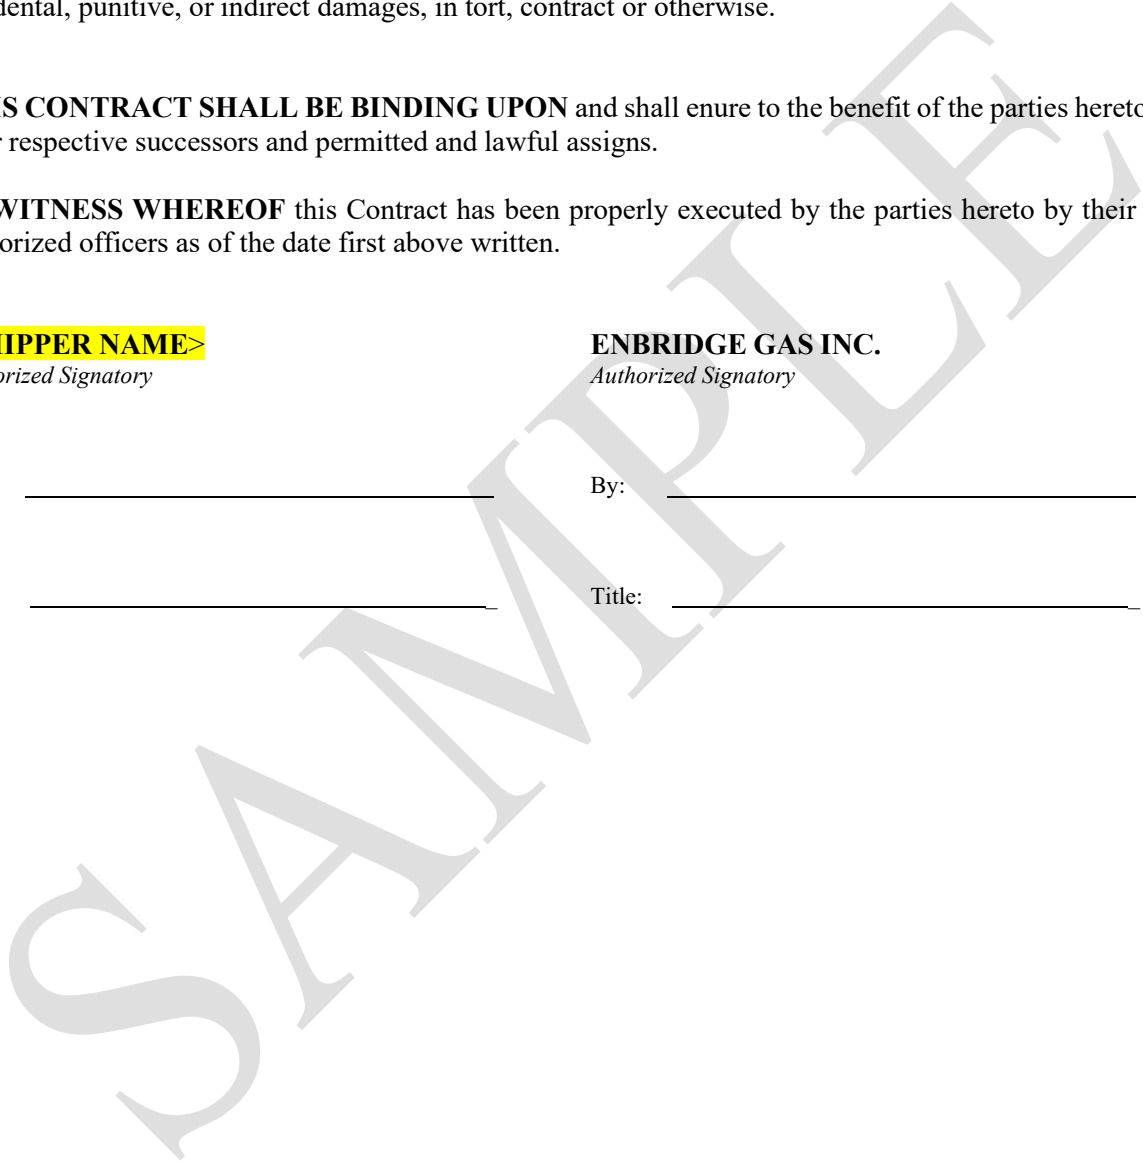 dental, punitive, or indirect damages, in tort, contract or otherwise.
IS CONTRACT SHALL BE BINDING UPON and shall enure to the benefit of the parties hereto
r respective successors and permitted and lawful assigns.
WITNESS WHEREOF this Contract has been properly executed by the parties hereto by their
orized officers as of the date first above written.
HIPPER NAME> ENBRIDGE GAS INC.
orized Signatory Authorized Signatory
By:
Title:
SAMPLE